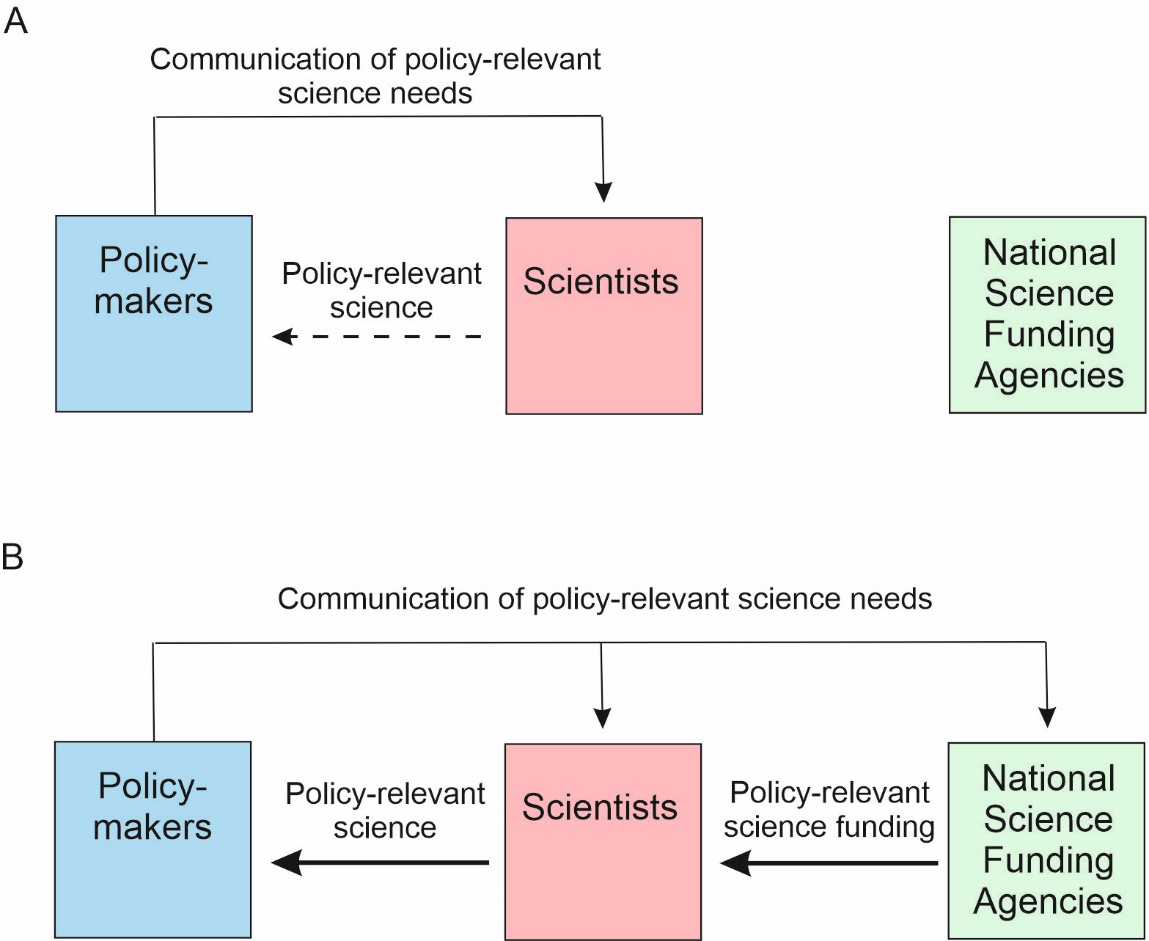 A
Communication of policy-relevant
science needs
Policy-
makers
Policy-relevant
science
Scientists
National
Science
Funding
Agencies
B
Communication of policy-relevant science needs
Policy-
makers
Policy-relevant
science
Scientists
Policy-relevant
science funding
National
Science
Funding
Agencies